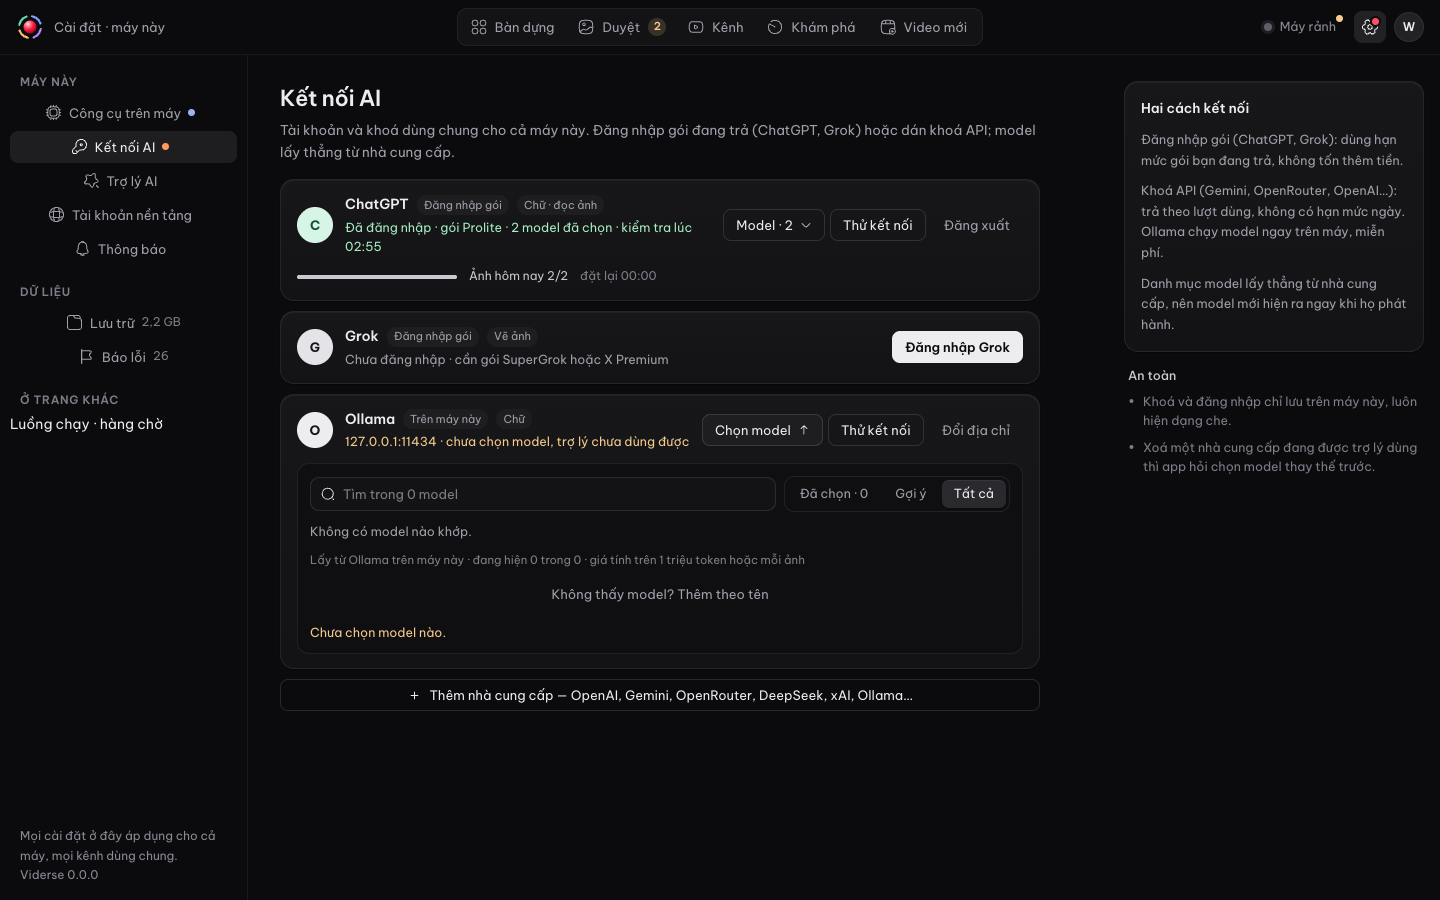 Cài đặt · máy này
Bàn dựng
Duyệt 2
Kênh
Khám phá
Video mới
Máy rảnh
W
MÁY NÀY
Công cụ trên máy
Kết nối AI
Trợ lý AI
Tài khoản nền tảng
Thông báo
DỮ LIỆU
Lưu trữ 2,2 GB
Báo lỗi 26
Ở TRANG KHÁC
Luồng chạy · hàng chờ
Mọi cài đặt ở đây áp dụng cho cả
máy, mọi kênh dùng chung.
Viderse 0.0.0
Kết nối AI
Tài khoản và khoá dùng chung cho cả máy này. Đăng nhập gói đang trả (ChatGPT, Grok) hoặc dán khoá API; model
lấy thẳng từ nhà cung cấp.
C
ChatGPT Đăng nhập gói Chữ · đọc ảnh
Đã đăng nhập · gói Prolite · 2 model đã chọn · kiểm tra lúc
02:55
Model · 2
Thử kết nối
Đăng xuất
Ảnh hôm nay 2/2 đặt lại 00:00
G
Grok Đăng nhập gói Vẽ ảnh
Chưa đăng nhập · cần gói SuperGrok hoặc X Premium
Đăng nhập Grok
O
Ollama Trên máy này Chữ
127.0.0.1:11434 · chưa chọn model, trợ lý chưa dùng được
Chọn model ↑
Thử kết nối
Đổi địa chỉ
Tìm trong 0 model
Đã chọn · 0
Gợi ý
Tất cả
Không có model nào khớp.
Lấy từ Ollama trên máy này · đang hiện 0 trong 0 · giá tính trên 1 triệu token hoặc mỗi ảnh
Không thấy model? Thêm theo tên
Chưa chọn model nào.
+ Thêm nhà cung cấp — OpenAI, Gemini, OpenRouter, DeepSeek, xAI, Ollama...
Hai cách kết nối
Đăng nhập gói (ChatGPT, Grok): dùng hạn
mức gói bạn đang trả, không tốn thêm tiền.
Khoá API (Gemini, OpenRouter, OpenAI...):
trả theo lượt dùng, không có hạn mức ngày.
Ollama chạy model ngay trên máy, miễn
phí.
Danh mục model lấy thẳng từ nhà cung
cấp, nên model mới hiện ra ngay khi họ phát
hành.
An toàn
• Khoá và đăng nhập chỉ lưu trên máy này, luôn
hiện dạng che.
• Xoá một nhà cung cấp đang được trợ lý dùng
thì app hỏi chọn model thay thế trước.